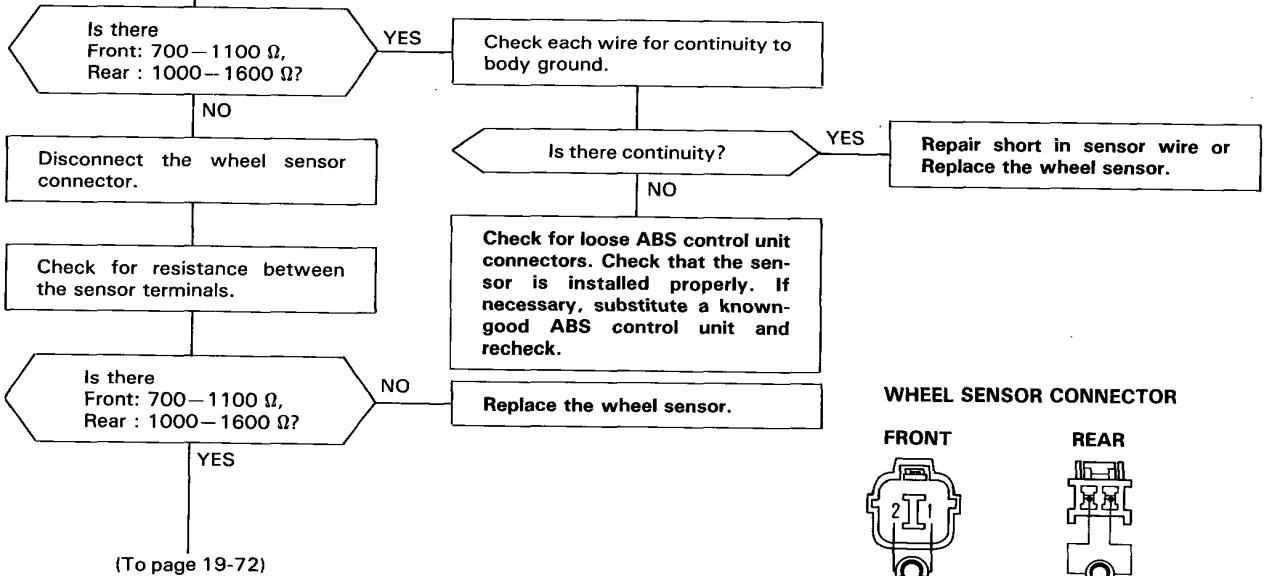 Is there
Front: 700—1100 Ω,
Rear : 1000—1600 Ω?
YES
Check each wire for continuity to
body ground.
NO
Disconnect the wheel sensor
connector.
Is there continuity?
YES
Repair short in sensor wire or
Replace the wheel sensor.
NO
Check for resistance between
the sensor terminals.
Check for loose ABS control unit
connectors. Check that the sen-
sor is installed properly. If
necessary, substitute a known-
good ABS control unit and
recheck.
Is there
Front: 700—1100 Ω,
Rear : 1000—1600 Ω?
NO
Replace the wheel sensor.
YES
(To page 19-72)
WHEEL SENSOR CONNECTOR
FRONT
REAR
2 1